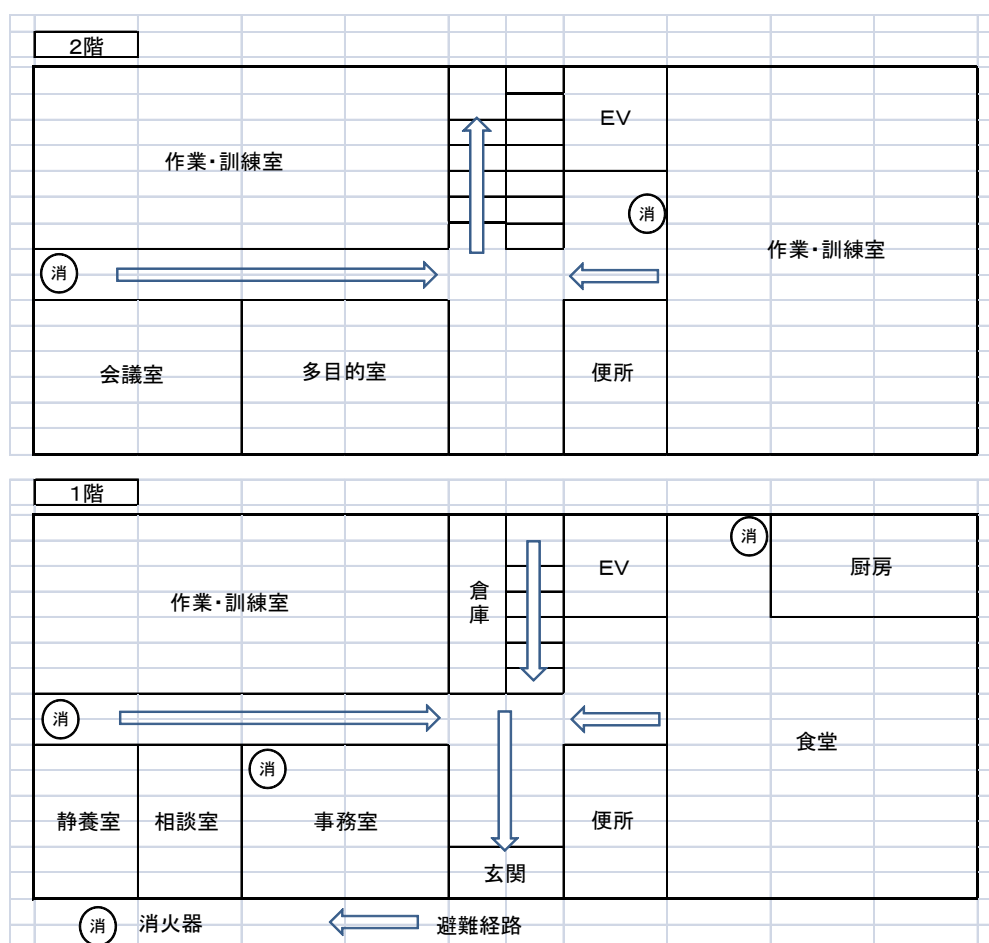 ２階
ＥＶ
作業・訓練室
消
作業・訓練室
消
会議室
多目的室
便所
１階
消
ＥＶ
厨房
倉庫
作業・訓練室
消
食堂
消
静養室
相談室
事務室
便所
玄関
消
消火器
避難経路